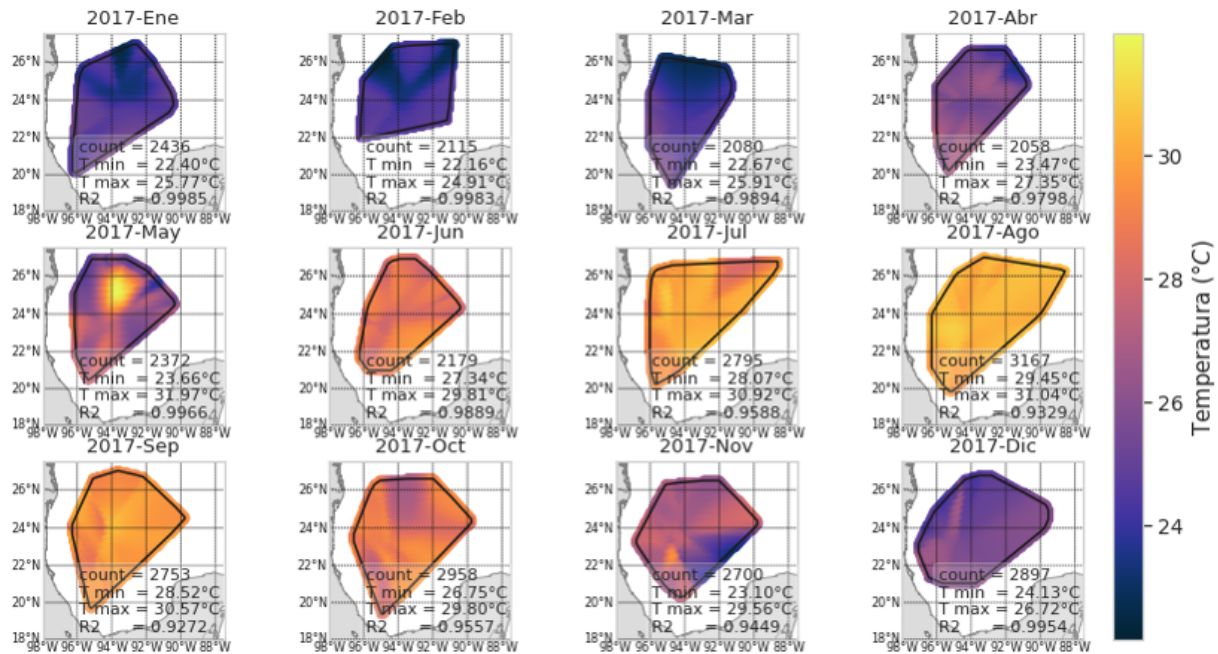 2017-Ene 2017-Feb 2017-Mar 2017-Abr
26°N 26°N 26°N 26°N
24°N 24°N 24°N 24°N 30
22°N 22°N 22°N 22°N
count = 2436 count = 2115 count = 2080 count = 2058
T min = 22.40°C T min = 22.16°C T min = 22.67°C T min = 23.47°C
20°N 20°N 20°N 20°N
T max = 25.77°C T max = 24.91°C T max = 25.91°C T max = 27.35°C
R2 =0.9985 R2 =0.9983 R2 =0.9894 R2 =0.9798
18°N 18°N 18°N 18°N
98°W 96°W 94°W 92°W 90°W 88°W 98°W 96°W 94°W 92°W 90°W 88°W 98°W 96°W 94°W 92°W 90°W 88°W 98°W 96°W 94°W 92°W 90°W 88°W
2017-May 2017-Jun 2017-Jul 2017-Ago
26°N 26°N 26°N 26°N
28
24°N 24°N 24°N 24°N
22°N 22°N 22°N 22°N
count = 2372 count = 2179 count = 2795 count = 3167
T min = 23.66°C T min = 27.34°C T min = 28.07°C T min = 29.45°C
20°N 20°N 20°N 20°N
T max = 31.97°C T max = 29.81°C T max = 30.92°C T max = 31.04°C
R2 =0.9966 R2 =0.9889 R2 =0.9588 R2 =0.9329
18°N 18°N 18°N 18°N
26
Temperatura (°C)
98°W 96°W 94°W 92°W 90°W 88°W 98°W 96°W 94°W 92°W 90°W 88°W 98°W 96°W 94°W 92°W 90°W 88°W 98°W 96°W 94°W 92°W 90°W 88°W
2017-Sep 2017-Oct 2017-Nov 2017-Dic
26°N 26°N 26°N 26°N
24°N 24°N 24°N 24°N 24
22°N 22°N 22°N 22°N
count = 2753 count = 2958 count = 2700 count = 2897
T min = 28.52°C T min = 26.75°C T min = 23.10°C T min = 24.13°C
20°N 20°N 20°N 20°N
T max = 30.57°C T max = 29.80°C T max = 29.56°C T max = 26.72°C
R2 =0.9272 R2 =0.9557 R2 =0.9449 R2 =0.9954
18°N 18°N 18°N 18°N
98°W 96°W 94°W 92°W 90°W 88°W 98°W 96°W 94°W 92°W 90°W 88°W 98°W 96°W 94°W 92°W 90°W 88°W 98°W 96°W 94°W 92°W 90°W 88°W